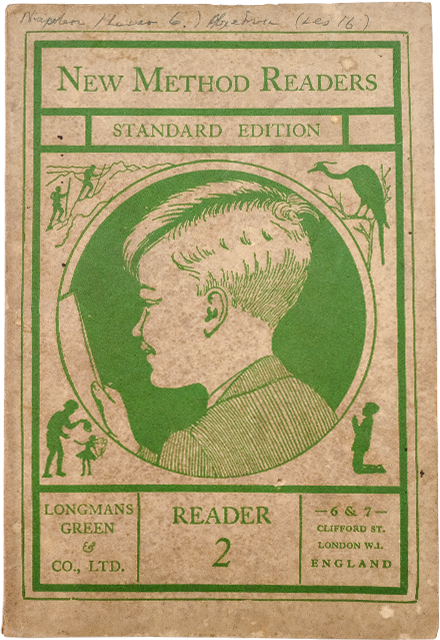 NEW METHOD READERS
STANDARD EDITION
LONGMANS
GREEN
&
CO., LTD.
READER
2
—6 & 7—
CLIFFORD ST.
LONDON W.1.
ENGLAND